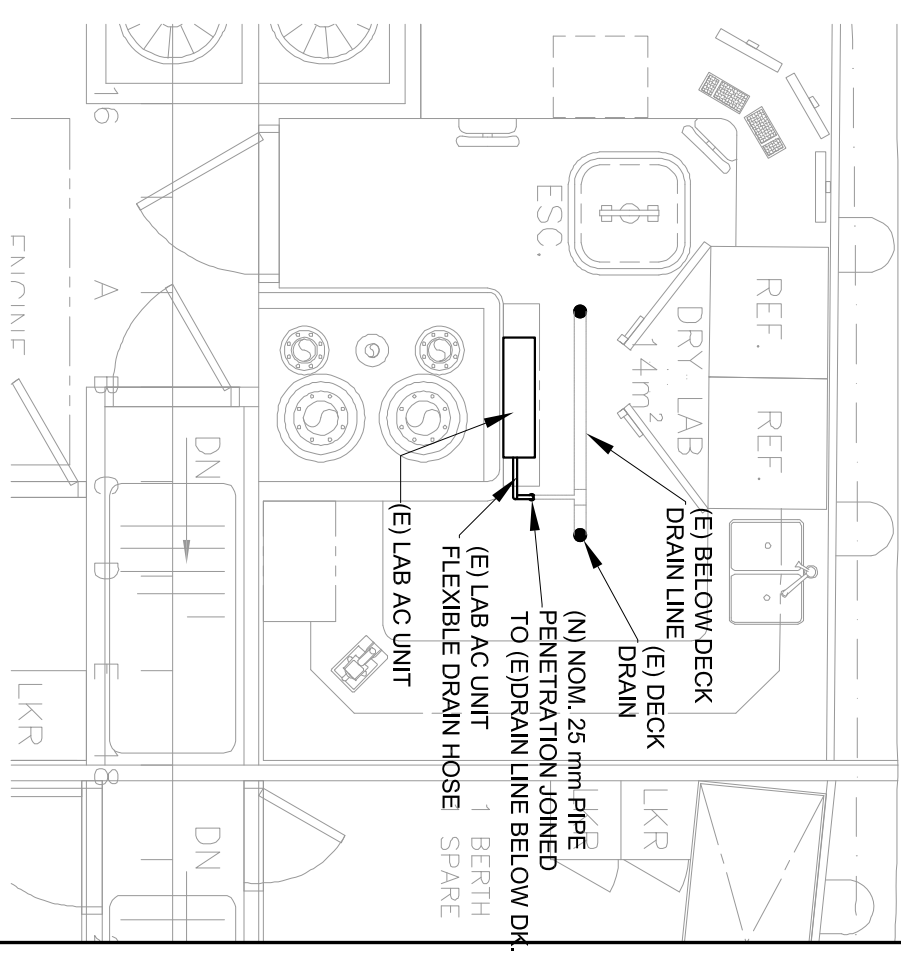 REF.
REF.
DRY LAB
14m²
ESC.
16
A
B
C
D
E
18
ENGINE
DN
DN
LKR
LKR
LKR
1 BERTH
SPARE
(E) BELOW DECK
DRAIN LINE
(E) DECK
DRAIN
(N) NOM. 25 mm PIPE
PENETRATION JOINED
TO (E)DRAIN LINE BELOW DK.
(E) LAB AC UNIT
FLEXIBLE DRAIN HOSE
(E) LAB AC UNIT